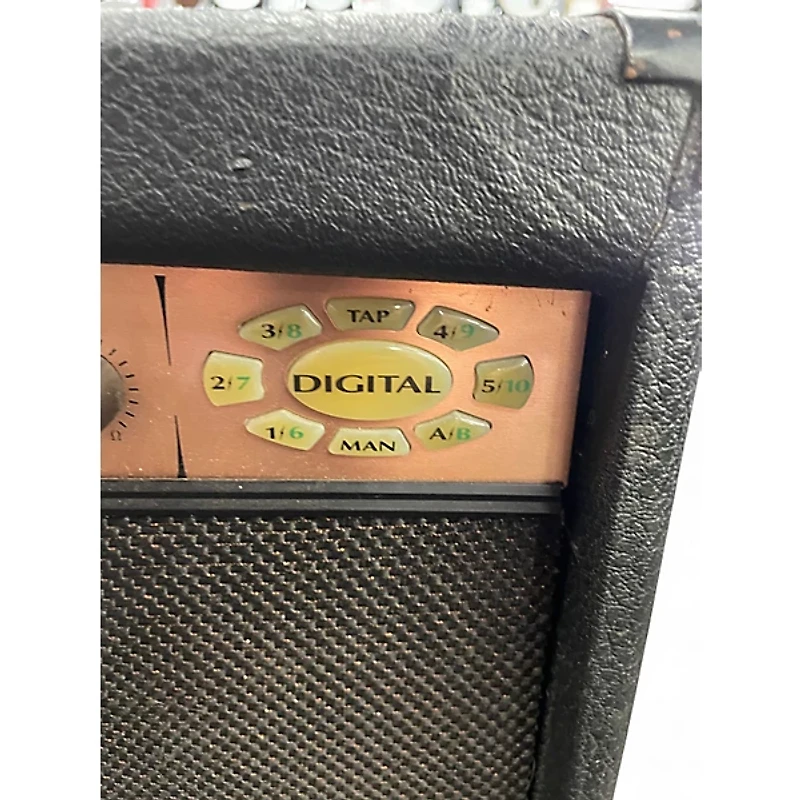 TAP
3/8
4/9
2/7
DIGITAL
5/10
1/6
MAN
A/B